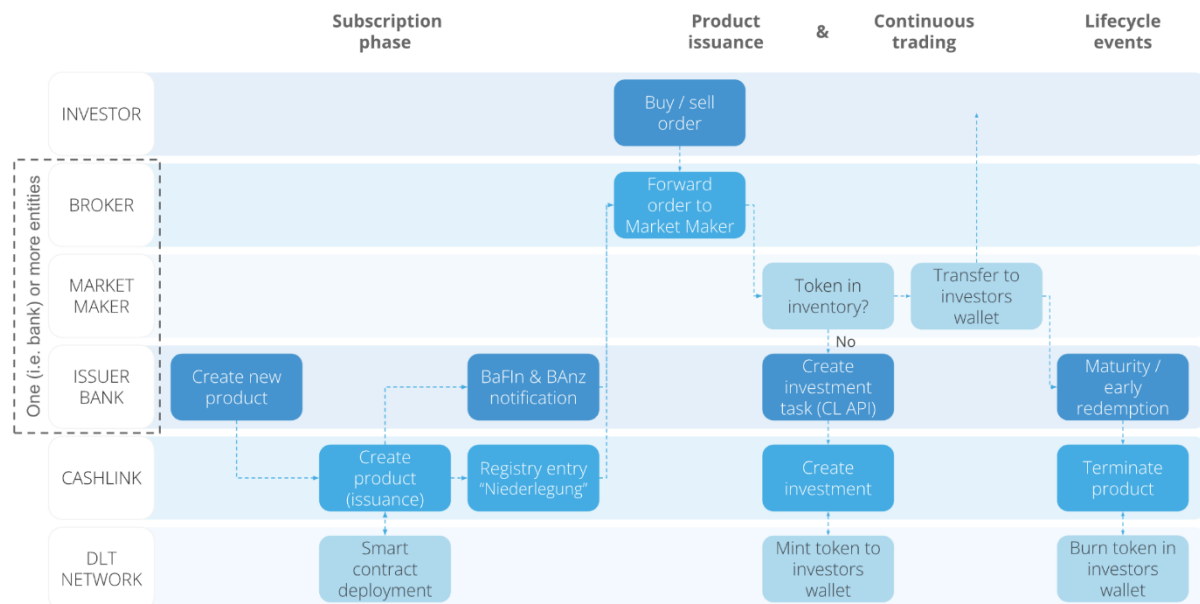 Subscription
phase
Product
issuance
&
Continuous
trading
Lifecycle
events
One (i.e. bank) or more entities
INVESTOR
Buy / sell
order
BROKER
Forward
order to
Market Maker
MARKET
MAKER
Token in
inventory?
Transfer to
investors
wallet
No
ISSUER
BANK
Create new
product
BaFIn & BAnz
notification
Create
investment
task (CL API)
Maturity /
early
redemption
CASHLINK
Create
product
(issuance)
Registry entry
“Niederlegung”
Create
investment
Terminate
product
DLT
NETWORK
Smart
contract
deployment
Mint token to
investors
wallet
Burn token in
investors
wallet